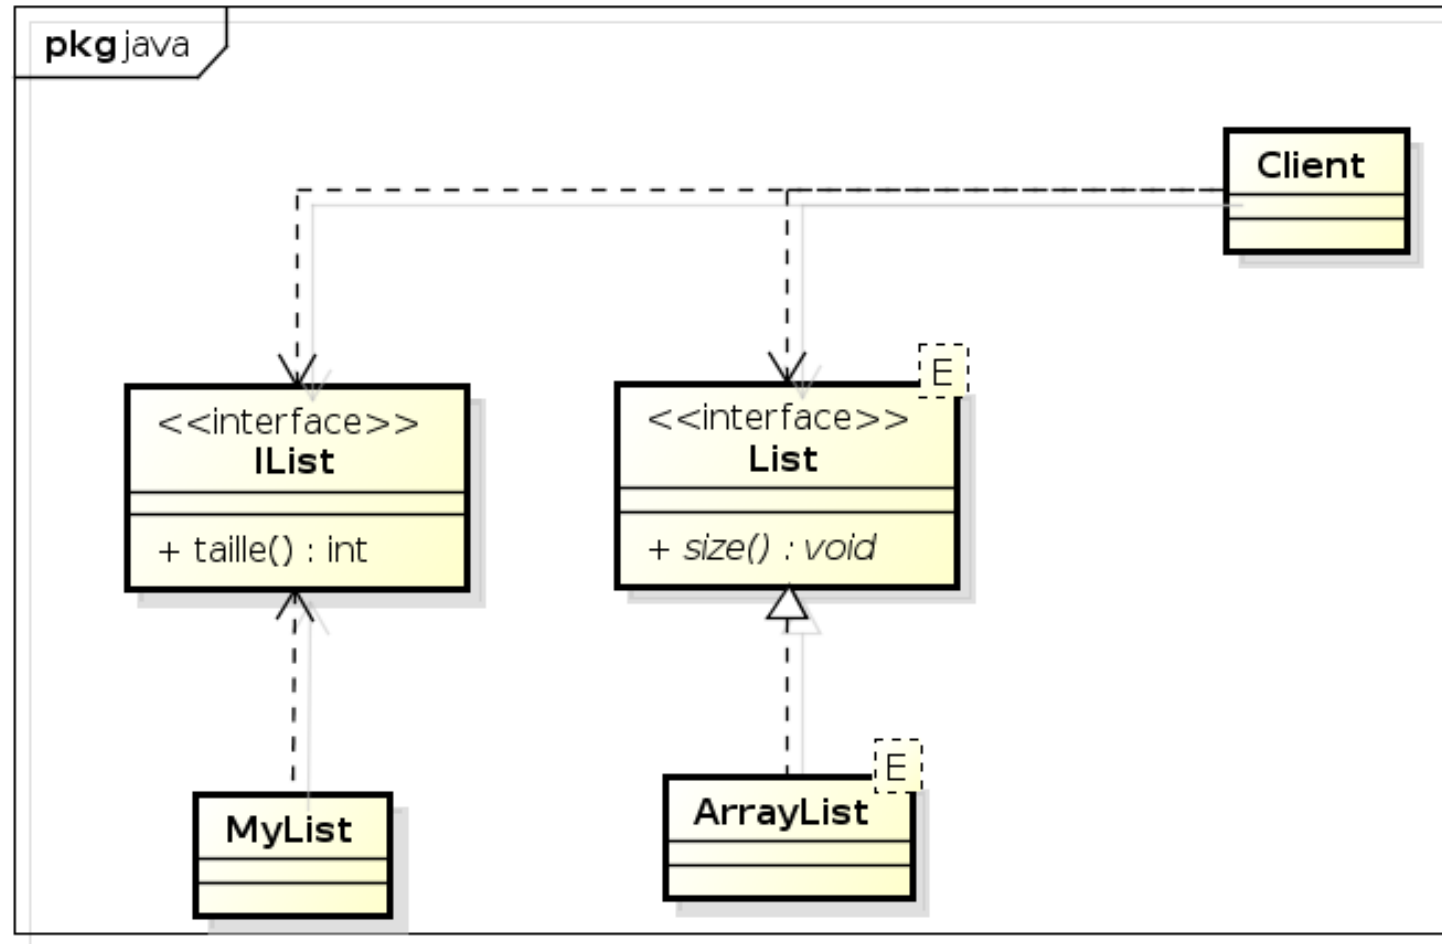 pkg java
Client
E
<<interface>>
IList
<<interface>>
List
+ taille() : int
+ size() : void
E
MyList
ArrayList